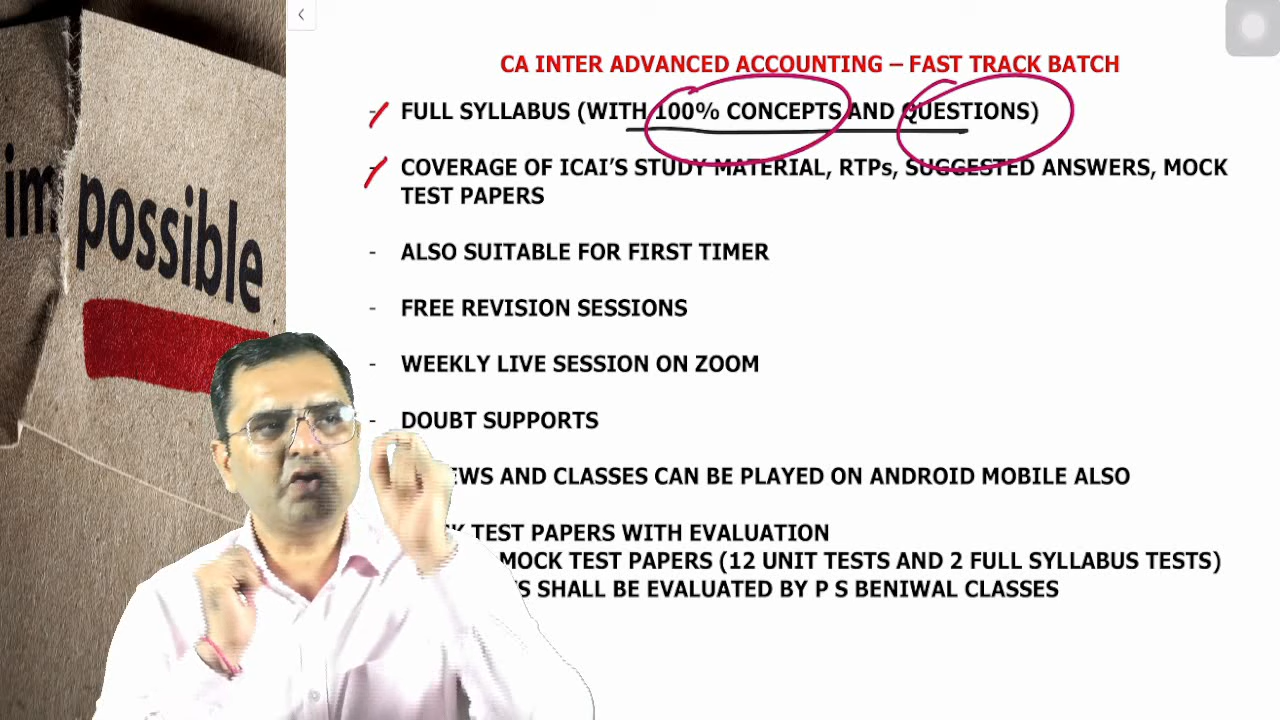 impossible
CA INTER ADVANCED ACCOUNTING – FAST TRACK BATCH
- FULL SYLLABUS (WITH 100% CONCEPTS AND QUESTIONS)
- COVERAGE OF ICAI'S STUDY MATERIAL, RTPs, SUGGESTED ANSWERS, MOCK
TEST PAPERS
- ALSO SUITABLE FOR FIRST TIMER
- FREE REVISION SESSIONS
- WEEKLY LIVE SESSION ON ZOOM
- DOUBT SUPPORTS
AND CLASSES CAN BE PLAYED ON ANDROID MOBILE ALSO
TEST PAPERS WITH EVALUATION
MOCK TEST PAPERS (12 UNIT TESTS AND 2 FULL SYLLABUS TESTS)
SHALL BE EVALUATED BY P S BENIWAL CLASSES